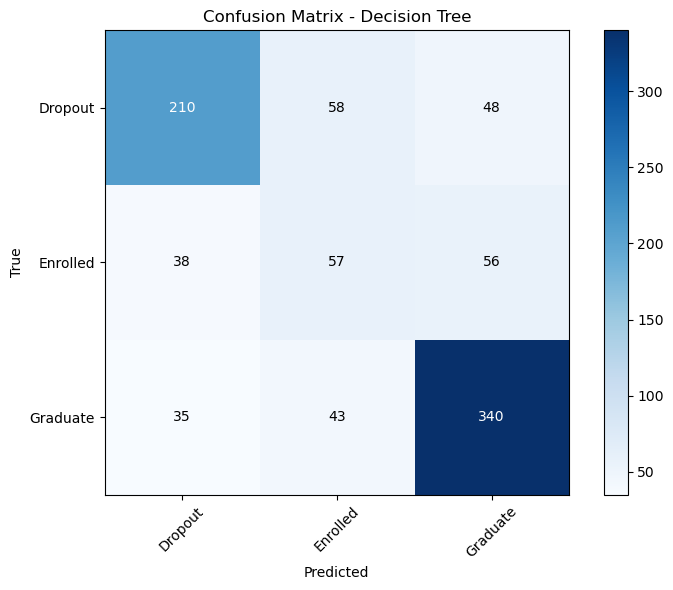 Confusion Matrix - Decision Tree
True
Dropout 210 58 48
Enrolled 38 57 56
Graduate 35 43 340
Dropout Enrolled Graduate
Predicted
300
250
200
150
100
50